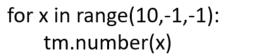 for x in range(10,-1,-1):
    tm.number(x)